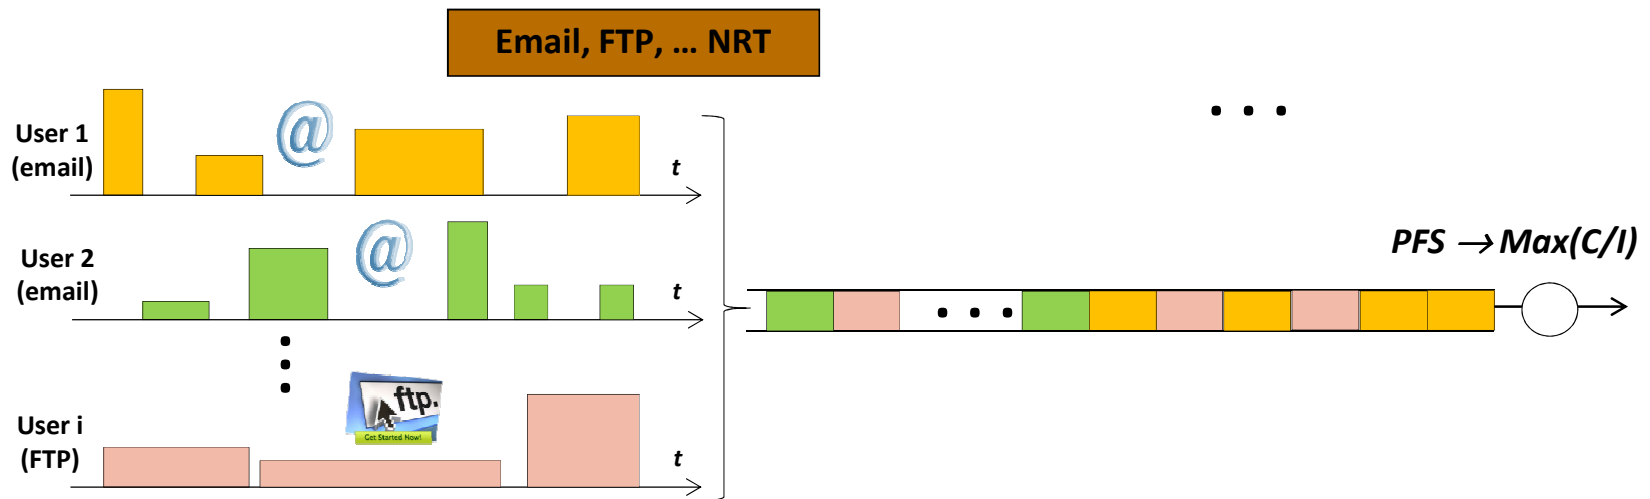 Email, FTP, ... NRT
User 1
(email)
@
t
User 2
(email)
@
t
PFS → Max(C/I)
User i
(FTP)
ftp.
Get Started Now!
t